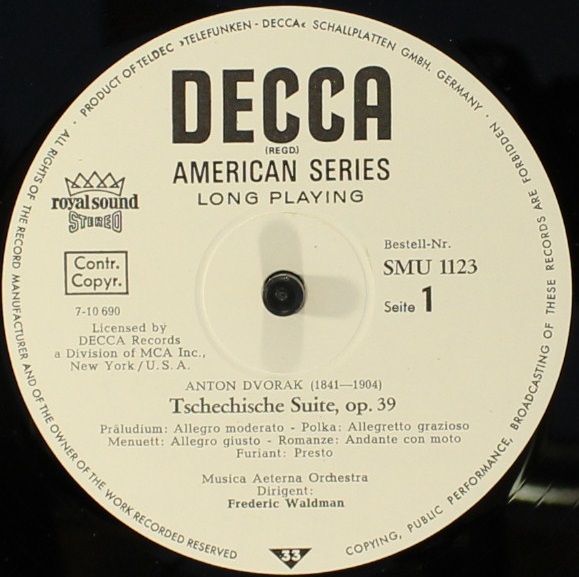 ALL RIGHTS OF THE RECORD MANUFACTURER AND OF THE OWNER OF THE WORK RECORDED RESERVED
· PRODUCT OF TELDEC »TELEFUNKEN - DECCA« SCHALLPLATTEN GMBH. GERMANY ·
COPYING, PUBLIC PERFORMANCE, BROADCASTING OF THESE RECORDS ARE FORBIDDEN
DECCA
(REGD.)
AMERICAN SERIES
LONG PLAYING
royal sound
STEREO
Contr.
Copyr.
7-10 690
Bestell-Nr.
SMU 1123
Seite 1
Licensed by
DECCA Records
a Division of MCA Inc.,
New York / U. S. A.
ANTON DVORAK (1841—1904)
Tschechische Suite, op. 39
Präludium: Allegro moderato - Polka: Allegretto grazioso
Menuett: Allegro giusto - Romanze: Andante con moto
Furiant: Presto
Musica Aeterna Orchestra
Dirigent:
Frederic Waldman
33